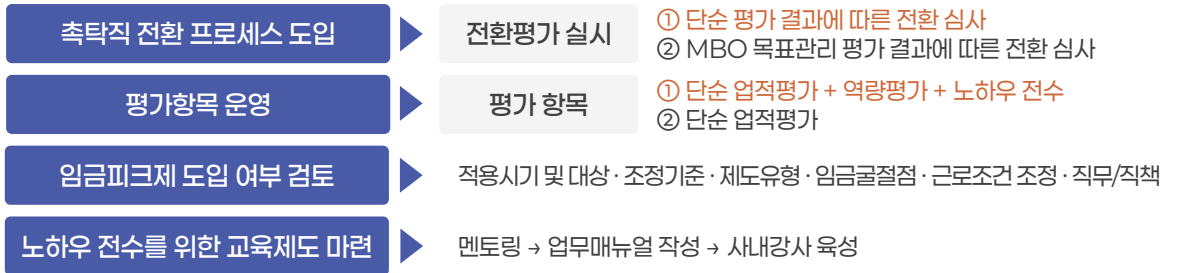 촉탁직 전환 프로세스 도입
전환평가 실시
① 단순 평가 결과에 따른 전환 심사
② MBO 목표관리 평가 결과에 따른 전환 심사
평가항목 운영
평가 항목
① 단순 업적평가 + 역량평가 + 노하우 전수
② 단순 업적평가
임금피크제 도입 여부 검토
적용시기 및 대상 · 조정기준 · 제도유형 · 임금굴절점 · 근로조건 조정 · 직무/직책
노하우 전수를 위한 교육제도 마련
멘토링 → 업무매뉴얼 작성 → 사내강사 육성